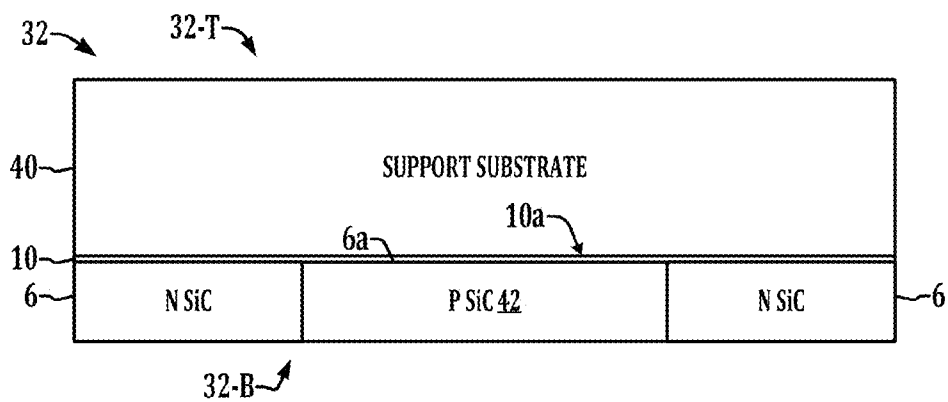 32
32-T
40
SUPPORT SUBSTRATE
10a
6a
10
6
N SiC
P SiC 42
N SiC
6
32-B